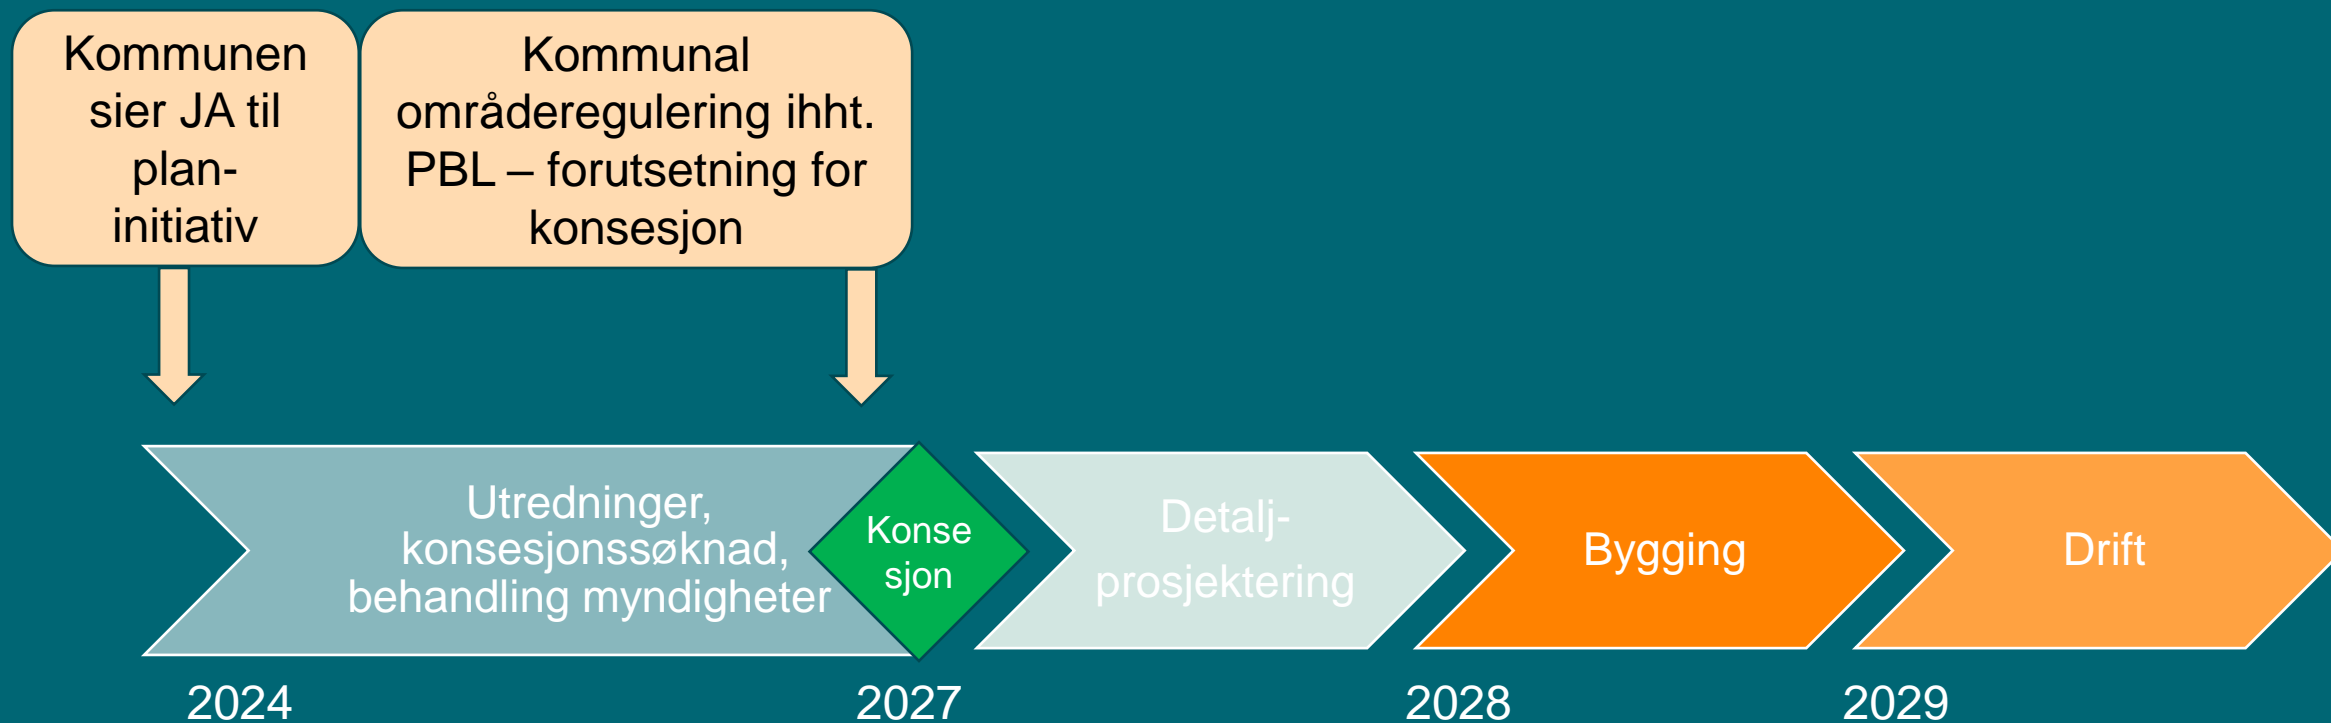 Kommunen
sier JA til
plan-
initiativ
Kommunal
områderegulering ihht.
PBL – forutsetning for
konsesjon
Utredninger,
konsesjonssøknad,
behandling myndigheter
Konse
sjon
Detalj-
prosjektering
Bygging
Drift
2024
2027
2028
2029